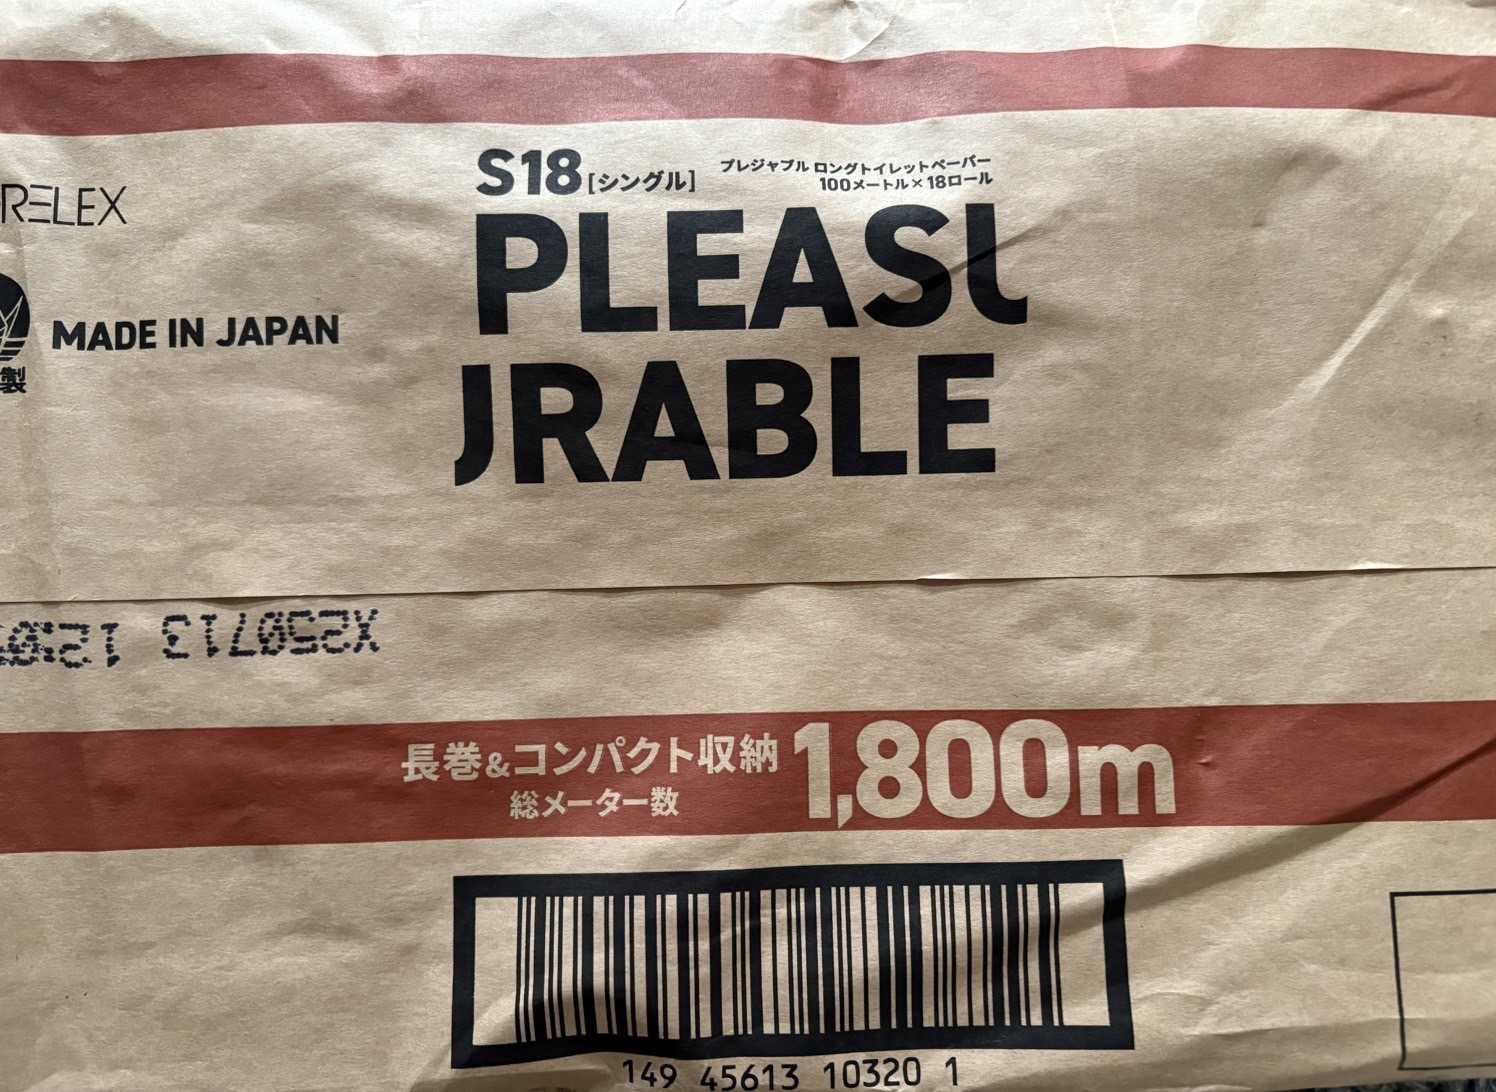 S18 [シングル]
プレジャブル ロングトイレットペーパー
100メートル×18ロール
RELEX
PLEASU
URABLE
MADE IN JAPAN
製
X250713
長巻&コンパクト収納
総メーター数
1,800m
149 45613 10320 1